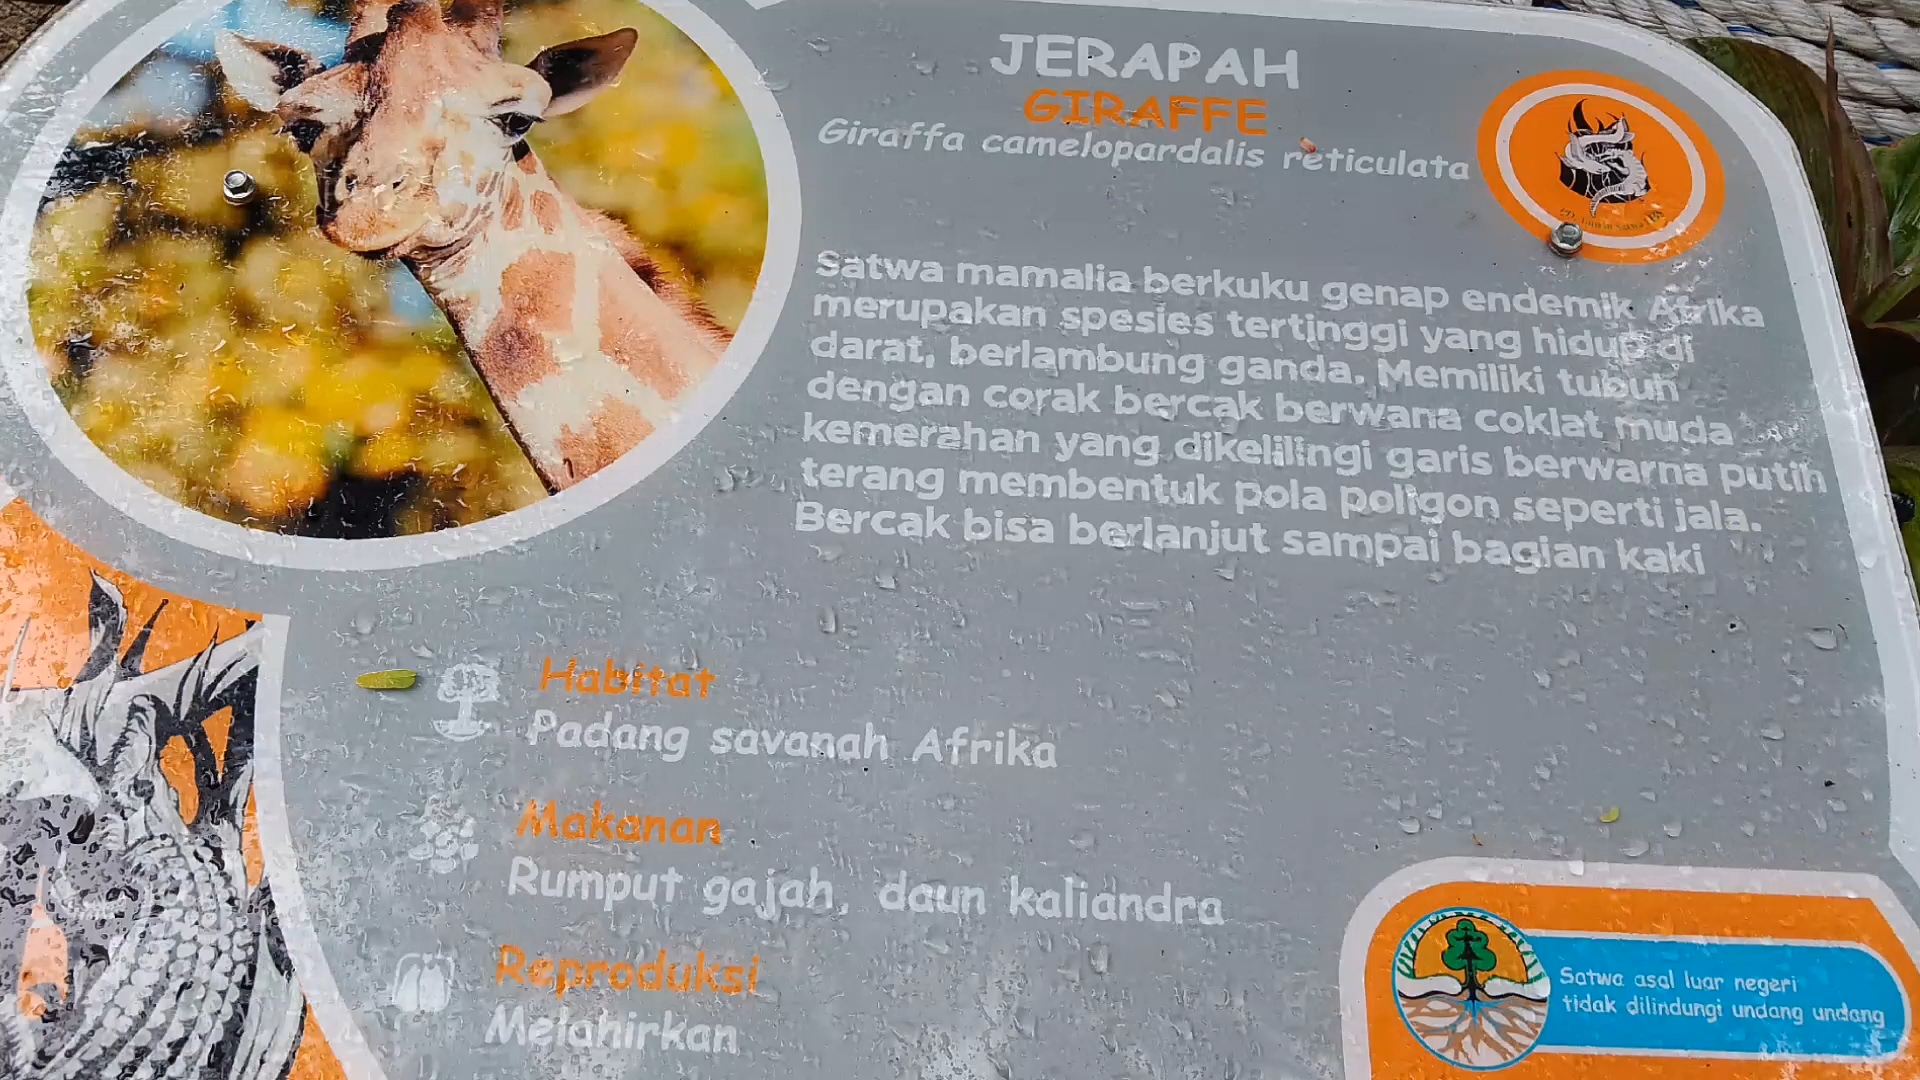 JERAPAH
GIRAFFE
Giraffa camelopardalis reticulata
Satwa mamalia berkuku genap endemik Afrika
merupakan spesies tertinggi yang hidup di
darat, berlambung ganda. Memiliki tubuh
dengan corak bercak berwana coklat muda
kemerahan yang dikelilingi garis berwarna putih
terang membentuk pola poligon seperti jala.
Bercak bisa berlanjut sampai bagian kaki
Habitat
Padang savanah Afrika
Makanan
Rumput gajah, daun kaliandra
Reproduksi
Melahirkan
Satwa asal luar negeri
tidak dilindungi undang undang